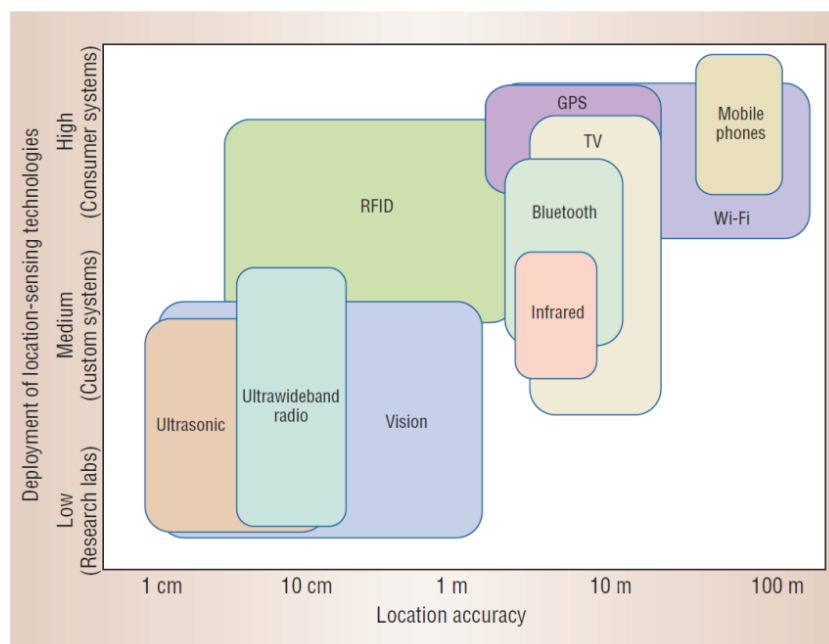 Deployment of location-sensing technologies
High
(Consumer systems)
Medium
(Custom systems)
Low
(Research labs)
GPS
Mobile
phones
TV
RFID
Bluetooth
Wi-Fi
Infrared
Ultrawideband
radio
Ultrasonic
Vision
1 cm
10 cm
1 m
10 m
100 m
Location accuracy